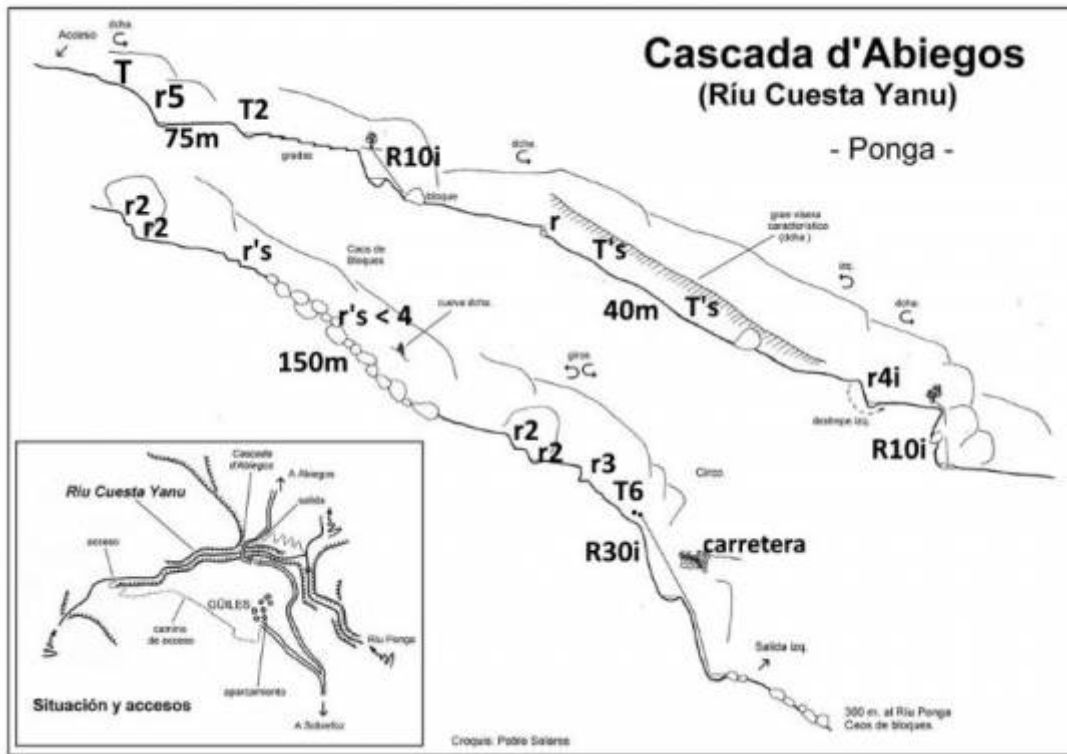 Cascada d'Abiegos
(Ríu Cuesta Yanu)
- Ponga -
Acceso
dcha.
T
r5
75m
T2
gradas
R10i
bloque
dcha.
r
T's
gran visera
característica
(dcha.)
T's
40m
izq.
dcha.
r4i
destrepe izq.
R10i
r2
r2
r's
Caos de
Bloques
r's < 4
cueva dcha.
150m
giros
r2
r2
r3
T6
Circo
R30i
carretera
Salida izq.
300 m. al Ríu Ponga
Caos de bloques.
Cascada
d'Abiegos
A Abiegos
Ríu Cuesta Yanu
salida
acceso
GÜILES
camino
de acceso
Ríu Ponga
aparcamiento
Situación y accesos
A Sobrefoz
Croquis: Pablo Solares